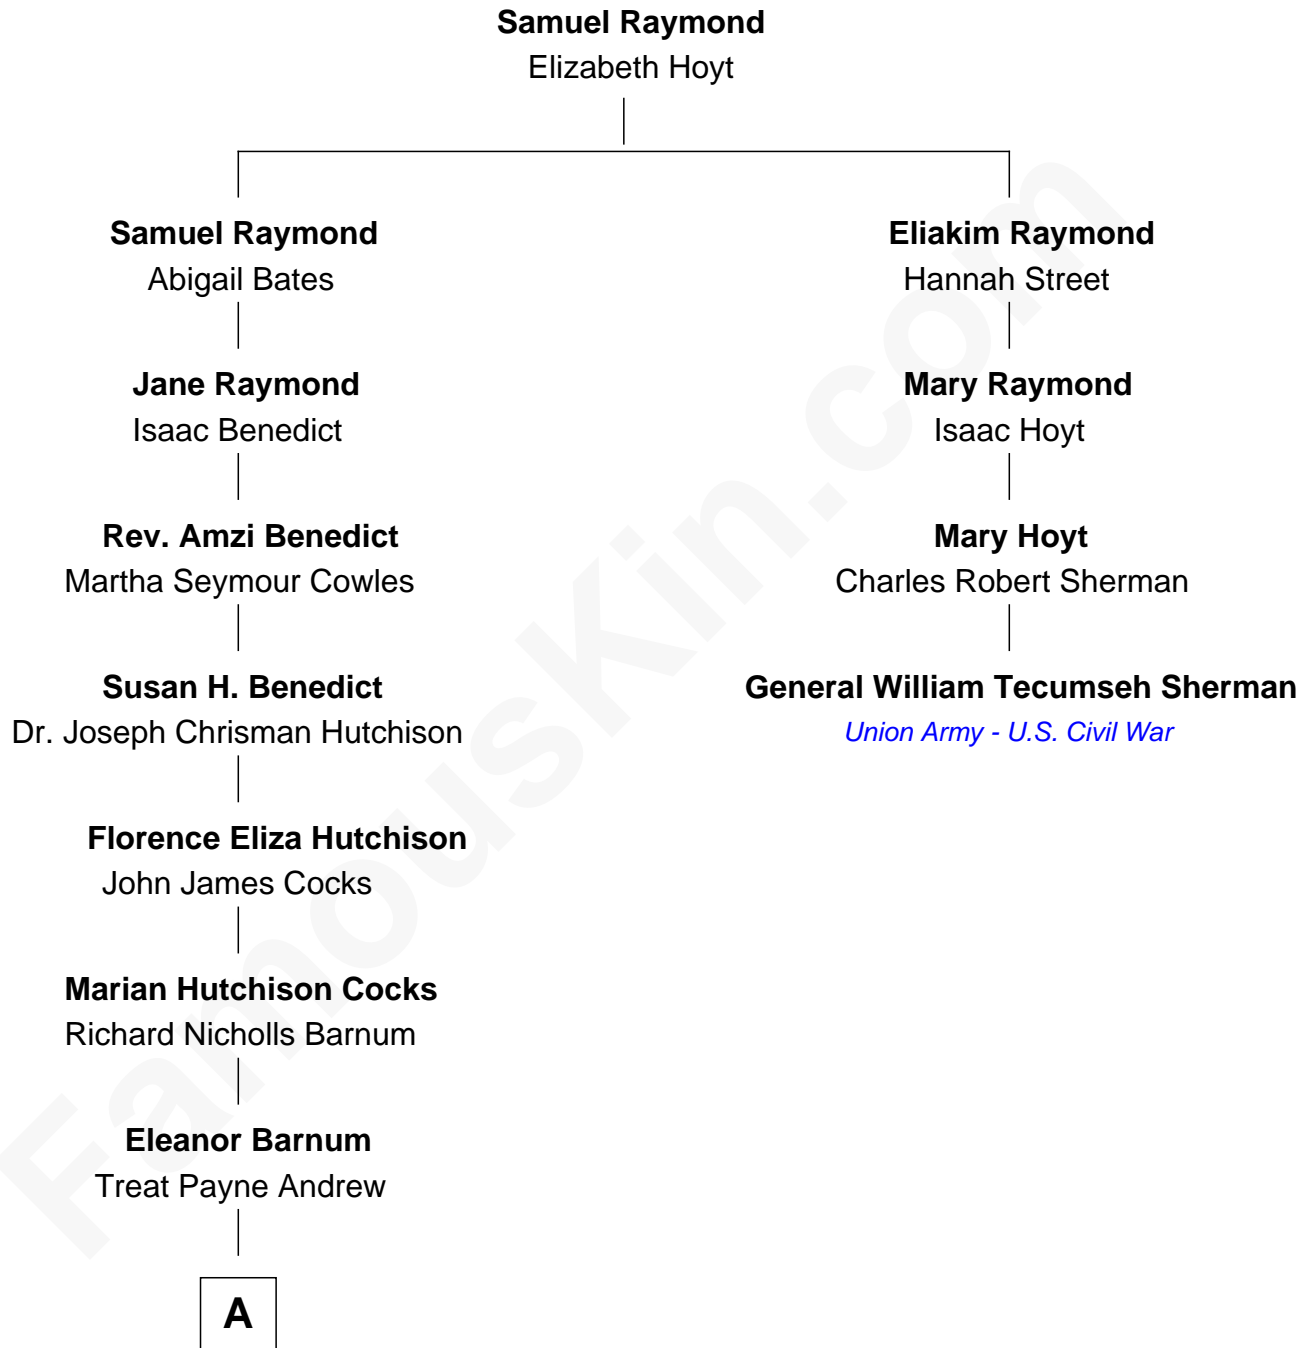 Samuel Raymond
Elizabeth Hoyt
Samuel Raymond
Abigail Bates
Eliakim Raymond
Hannah Street
Jane Raymond
Isaac Benedict
Mary Raymond
Isaac Hoyt
Rev. Amzi Benedict
Martha Seymour Cowles
Mary Hoyt
Charles Robert Sherman
Susan H. Benedict
Dr. Joseph Chrisman Hutchison
General William Tecumseh Sherman
Union Army - U.S. Civil War
Florence Eliza Hutchison
John James Cocks
Marian Hutchison Cocks
Richard Nicholls Barnum
Eleanor Barnum
Treat Payne Andrew
A
FamousKin.com